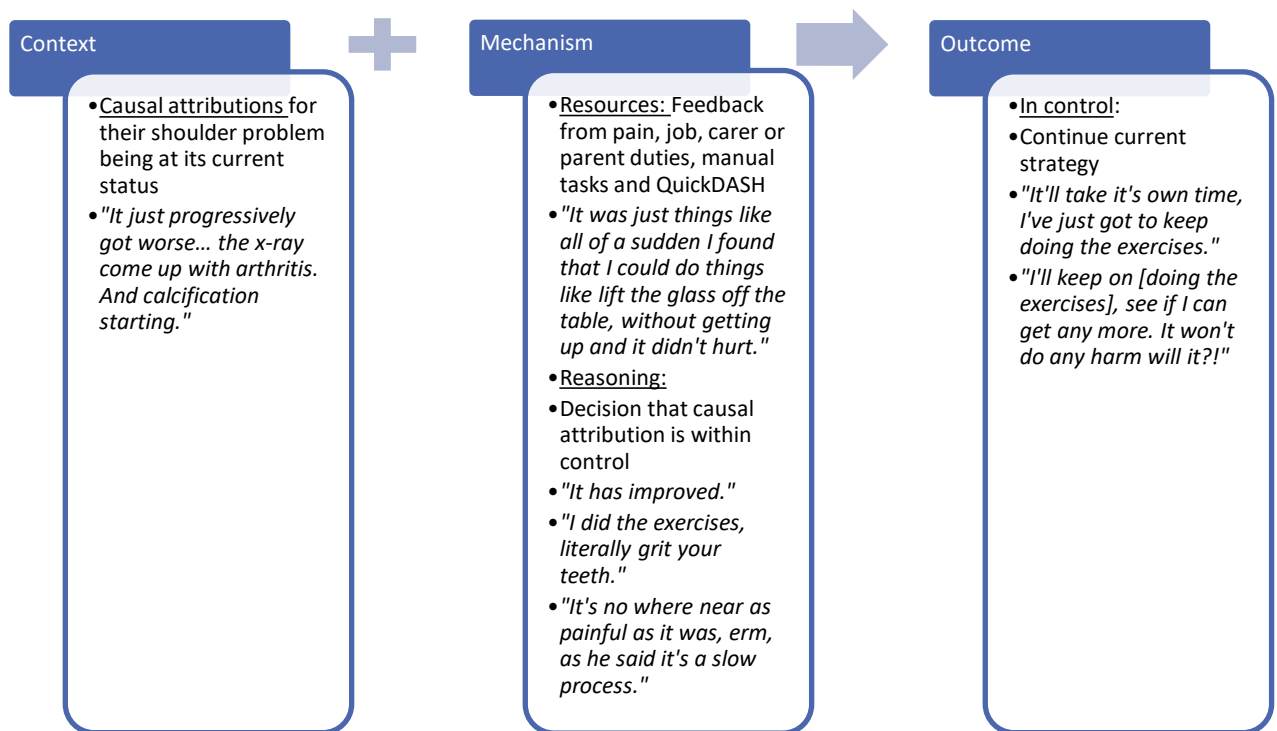 Context
•Causal attributions for
their shoulder problem
being at its current
status
•"It just progressively
got worse... the x-ray
come up with arthritis.
And calcification
starting."
Mechanism
•Resources: Feedback
from pain, job, carer or
parent duties, manual
tasks and QuickDASH
•"It was just things like
all of a sudden I found
that I could do things
like lift the glass off the
table, without getting
up and it didn't hurt."
•Reasoning:
•Decision that causal
attribution is within
control
•"It has improved."
•"I did the exercises,
literally grit your
teeth."
•"It's no where near as
painful as it was, erm,
as he said it's a slow
process."
Outcome
•In control:
•Continue current
strategy
•"It'll take it's own time,
I've just got to keep
doing the exercises."
•"I'll keep on [doing the
exercises], see if I can
get any more. It won't
do any harm will it?!"